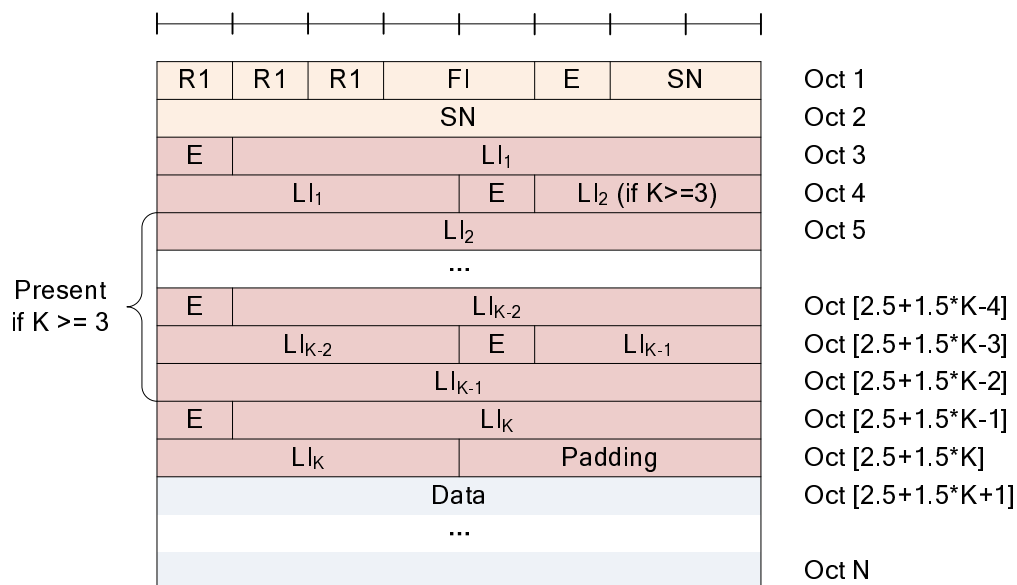 R1 R1 R1 FI E SN Oct 1
SN Oct 2
E LI1 Oct 3
LI1 E LI2 (if K>=3) Oct 4
LI2 Oct 5
...
Present
if K >= 3
E LIK-2 Oct [2.5+1.5*K-4]
LIK-2 E LIK-1 Oct [2.5+1.5*K-3]
LIK-1 Oct [2.5+1.5*K-2]
E LIK Oct [2.5+1.5*K-1]
LIK Padding Oct [2.5+1.5*K]
Data Oct [2.5+1.5*K+1]
...
Oct N